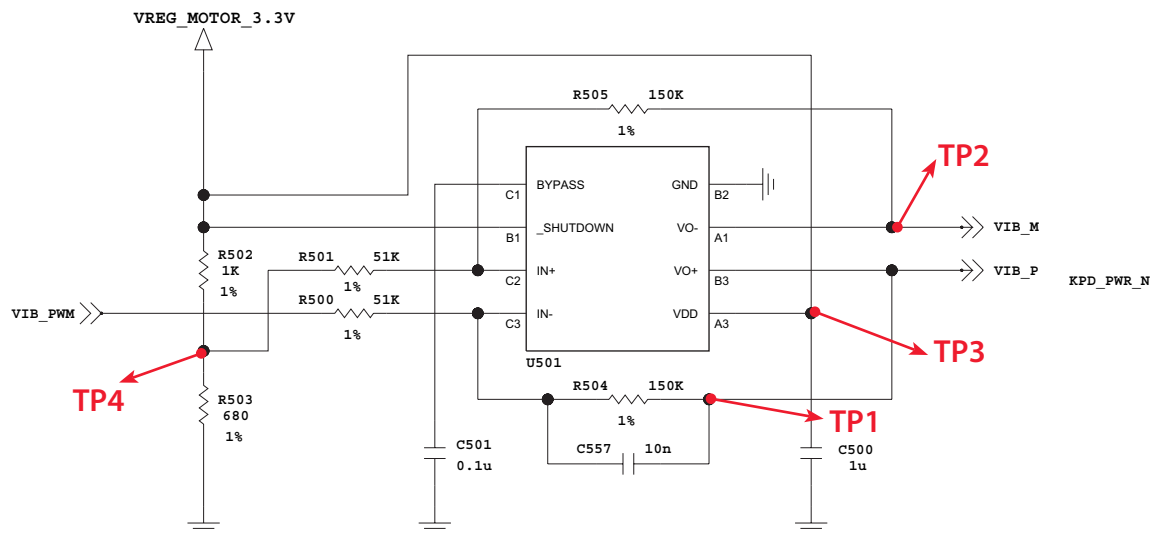 VREG_MOTOR_3.3V
R505 150K
1%
TP2
BYPASS
GND
C1
B2
_SHUTDOWN
VO-
VIB_M
B1
A1
R502
1K
1%
R501 51K
1%
IN+
VO+
VIB_P
C2
B3
KPD_PWR_N
R500 51K
1%
VIB_PWM
IN-
VDD
C3
A3
TP3
U501
TP4
R503
680
1%
R504 150K
1%
TP1
C501
0.1u
C557 10n
C500
1u